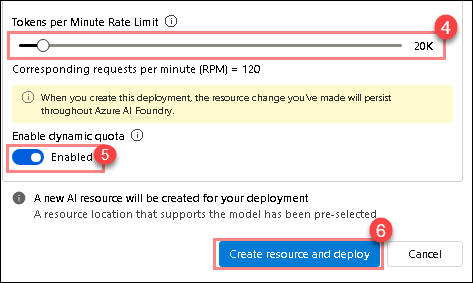 Tokens per Minute Rate Limit
4
20K
Corresponding requests per minute (RPM) = 120
When you create this deployment, the resource change you've made will persist
throughout Azure AI Foundry.
Enable dynamic quota
5
Enabled
A new AI resource will be created for your deployment
A resource location that supports the model has been pre-selected
6
Create resource and deploy
Cancel